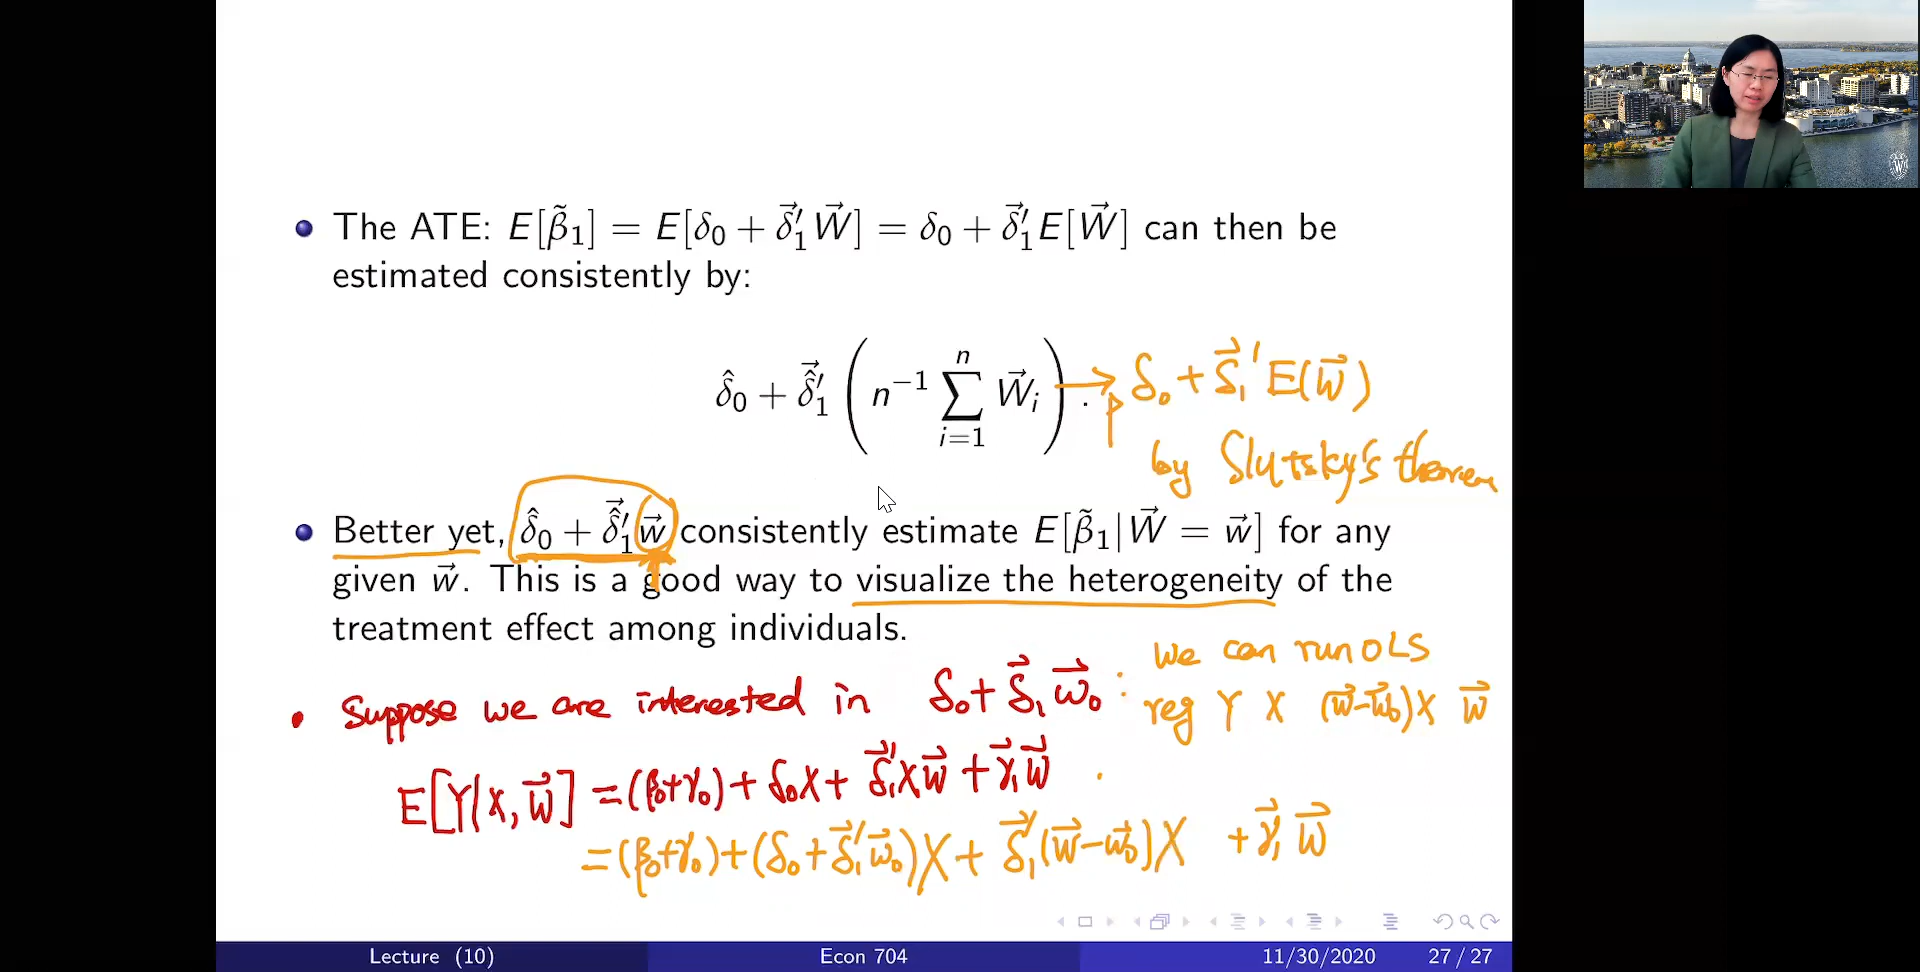 • The ATE: E[β̃₁] = E[δ₀ + δ⃗₁′W⃗] = δ₀ + δ⃗₁′E[W⃗] can then be
estimated consistently by:
δ̂₀ + δ̂⃗₁′ (n⁻¹ ∑ᵢ₌₁ⁿ W⃗ᵢ) . →p δ₀ + δ⃗₁′ E(W⃗)
by Slutsky's theorem
• Better yet, δ̂₀ + δ̂⃗₁′w⃗ consistently estimate E[β̃₁|W⃗ = w⃗] for any
given w⃗. This is a good way to visualize the heterogeneity of the
treatment effect among individuals.
• Suppose we are interested in δ₀ + δ⃗₁ w⃗₀ :
we can run OLS
reg Y X (w⃗-w⃗₀)X w⃗
E[Y|X, w⃗] = (β₀+γ₀) + δ₀X + δ⃗₁′Xw⃗ + γ⃗₁′w⃗
= (β₀+γ₀) + (δ₀ + δ⃗₁′w⃗₀)X + δ⃗₁′(w⃗-w⃗₀)X + γ⃗₁′ w⃗
Lecture (10) Econ 704 11/30/2020 27 / 27
W